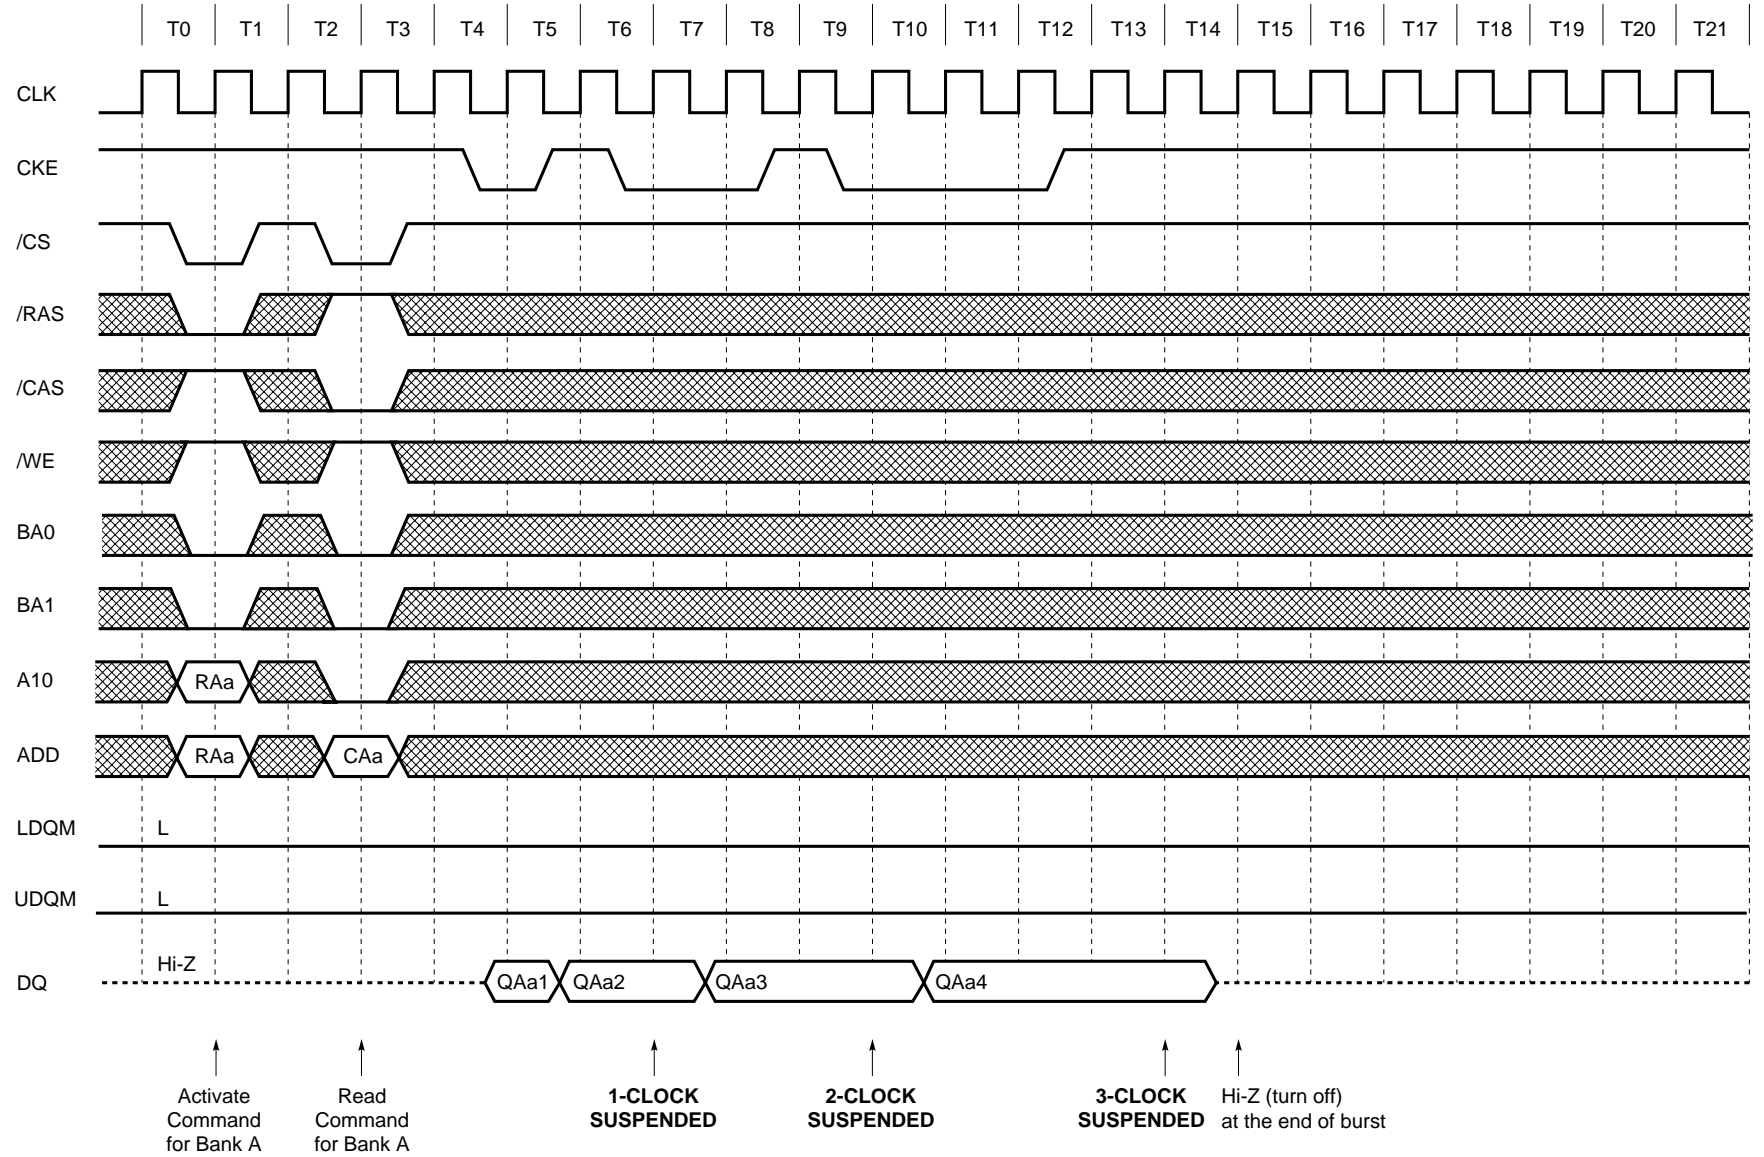 T0 T1 T2 T3 T4 T5 T6 T7 T8 T9 T10 T11 T12 T13 T14 T15 T16 T17 T18 T19 T20 T21
CLK
CKE
/CS
/RAS
/CAS
/WE
BA0
BA1
A10 RAa
ADD RAa CAa
LDQM L
UDQM L
DQ Hi-Z QAa1 QAa2 QAa3 QAa4
Activate
Command
for Bank A
Read
Command
for Bank A
1-CLOCK
SUSPENDED
2-CLOCK
SUSPENDED
3-CLOCK
SUSPENDED
Hi-Z (turn off)
at the end of burst